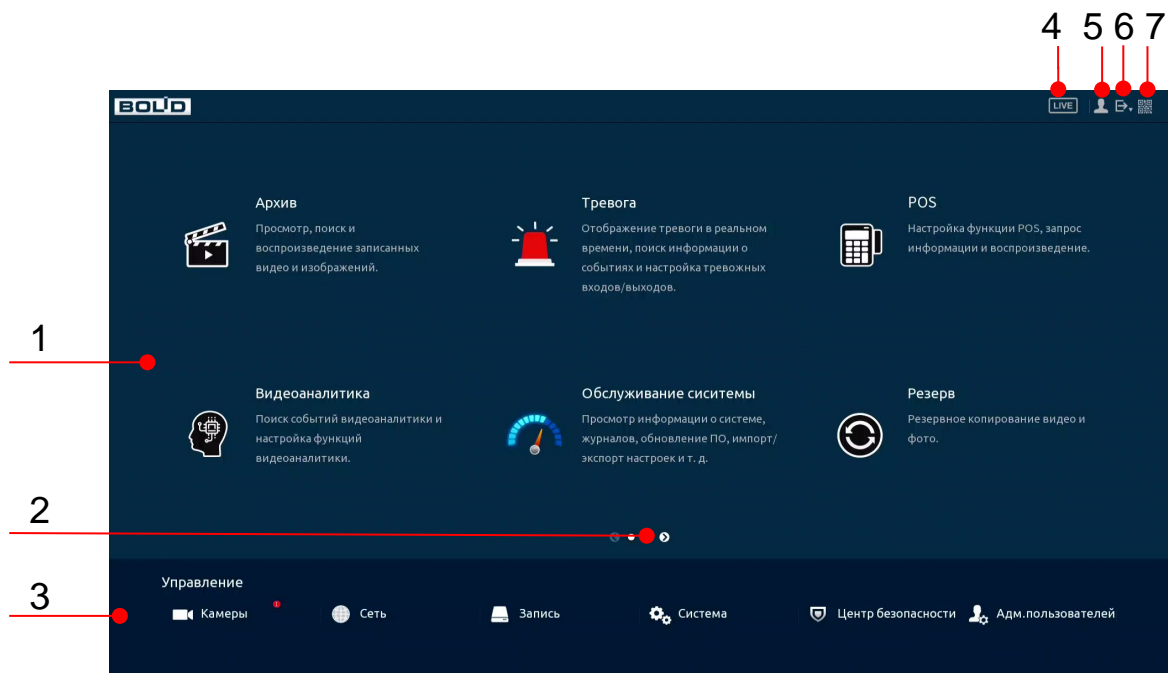 4 5 6 7
BOLID
LIVE
Архив
Просмотр, поиск и
воспроизведение записанных
видео и изображений.
Тревога
Отображение тревоги в реальном
времени, поиск информации о
событиях и настройка тревожных
входов/выходов.
POS
Настройка функции POS, запрос
информации и воспроизведение.
1
Видеоаналитика
Поиск событий видеоаналитики и
настройка функций
видеоаналитики.
Обслуживание сиситемы
Просмотр информации о системе,
журналов, обновление ПО, импорт/
экспорт настроек и т. д.
Резерв
Резервное копирование видео и
фото.
2
Управление
3
Камеры
Сеть
Запись
Система
Центр безопасности
Адм.пользователей